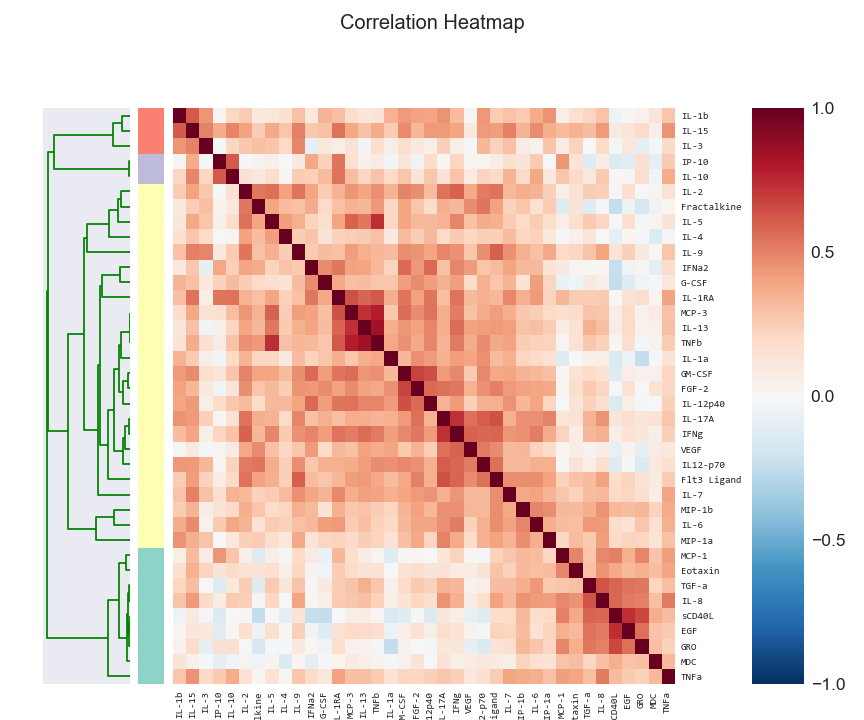 Correlation Heatmap
IL-1b
IL-15
IL-3
IP-10
IL-10
IL-2
Fractalkine
IL-5
IL-4
IL-9
IFNa2
G-CSF
IL-1RA
MCP-3
IL-13
TNFb
IL-1a
GM-CSF
FGF-2
IL-12p40
IL-17A
IFNg
VEGF
IL12-p70
Flt3 Ligand
IL-7
MIP-1b
IL-6
MIP-1a
MCP-1
Eotaxin
TGF-a
IL-8
sCD40L
EGF
GRO
MDC
TNFa
1.0
0.5
0.0
−0.5
−1.0
IL-1b
IL-15
IL-3
IP-10
IL-10
IL-2
lkine
IL-5
IL-4
IL-9
IFNa2
G-CSF
L-1RA
MCP-3
IL-13
TNFb
IL-1a
M-CSF
FGF-2
12p40
L-17A
IFNg
VEGF
2-p70
igand
IL-7
IP-1b
IL-6
IP-1a
MCP-1
taxin
TGF-a
IL-8
CD40L
EGF
GRO
MDC
TNFa